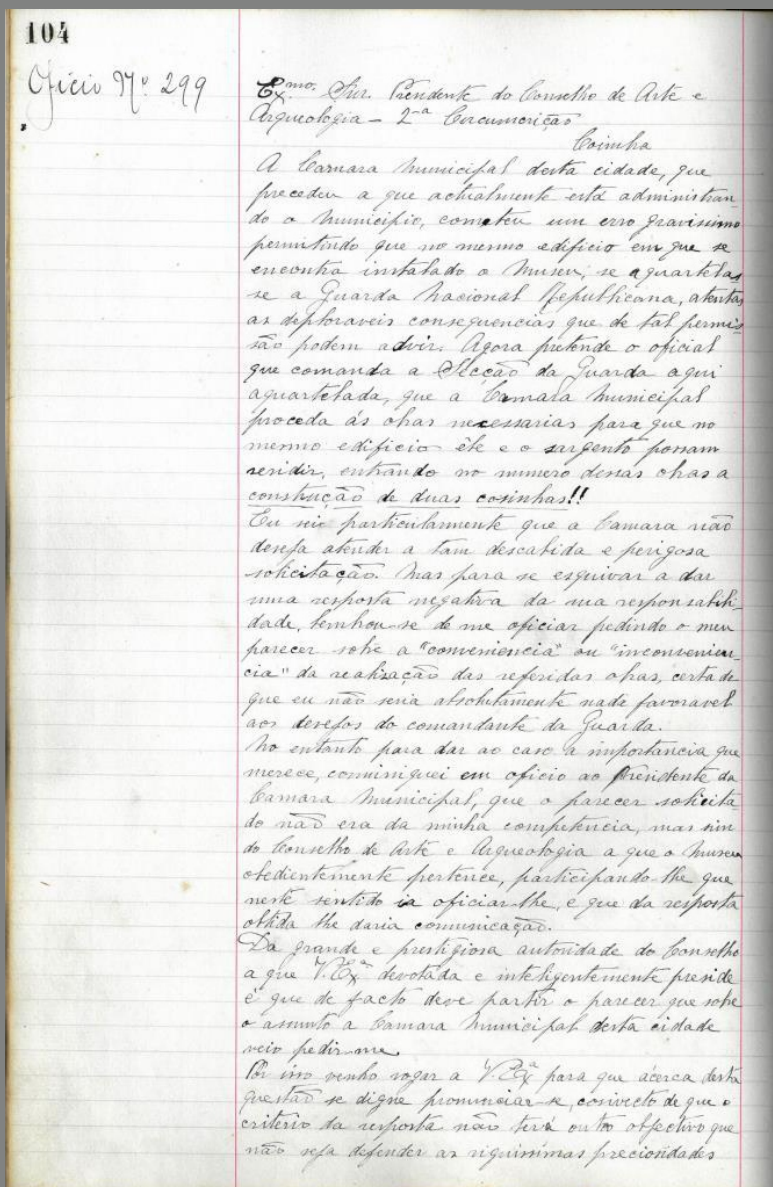 104
Oficio Nº 299
Ex.mo. Snr. Presidente do Conselho de Arte e
Arqueologia – 2ª Circumscrição
Coimbra
A Camara Municipal desta cidade, que
precedeu a que actualmente está administran-
do o Municipio, cometeu um erro gravissimo
permitindo que no mesmo edificio em que se
encontra instalado o Museu, se aquartelas-
se a Guarda Nacional Republicana, atentas
as deploraveis consequencias que de tal permis-
são podem advir. Agora pretende o oficial
que comanda a Secção da Guarda aqui
aquartelada, que a Camara Municipal
proceda ás obras necessarias para que no
mesmo edificio êle e o sargento possam
residir, entrando no numero dessas obras a
construção de duas cosinhas!!
Eu sei particularmente que a Camara não
deseja atender a tam descabida e perigosa
solicitação. Mas para se esquivar a dar
uma resposta negativa da sua responsabili-
dade, lembrou-se de me oficiar pedindo o meu
parecer sobre a "conveniencia" ou "inconvenien-
cia" da realisação das referidas obras, certa de
que eu não seria absolutamente nada favoravel
aos desejos do comandante da Guarda.
No entanto para dar ao caso a importancia que
merece, comuniquei em oficio ao Presidente da
Camara Municipal, que o parecer solicita-
do não era da minha competencia, mas sim
do Conselho de Arte e Arqueologia a que o Museu
obedientemente pertence, participando-lhe que
neste sentido ia oficiar-lhe, e que da resposta
obtida lhe daria comunicação.
Da grande e prestigiosa autoridade do Conselho
a que V. Exª devotada e inteligentemente preside
é que de facto deve partir o parecer que sobre
o assunto a Camara Municipal desta cidade
veio pedir-me.
Por isso venho rogar a V. Exª para que ácerca desta
questão se digne pronunciar-se, convicto de que o
criterio da resposta não terá outro objectivo que
não seja defender as riquissimas preciosidades